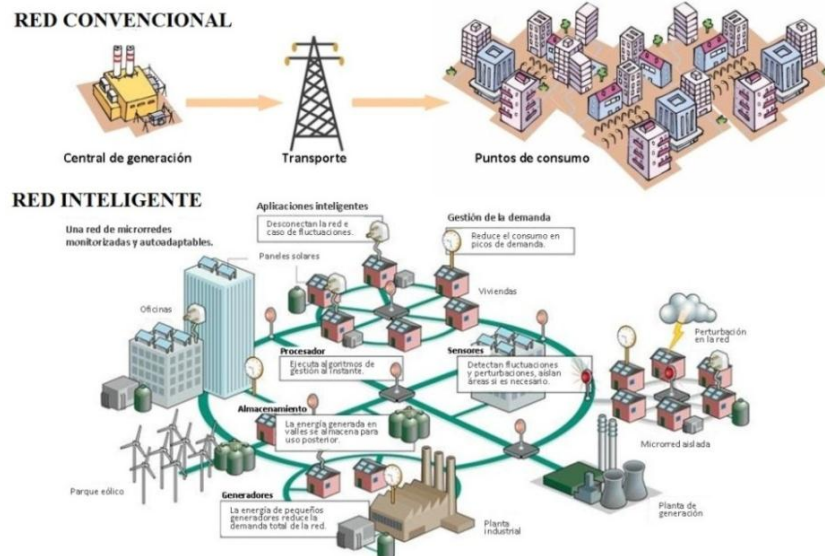 RED CONVENCIONAL
Central de generación
Transporte
Puntos de consumo
RED INTELIGENTE
Una red de microrredes
monitorizadas y autoadaptables.
Aplicaciones inteligentes
Desconectan la red e
caso de fluctuaciones.
Gestión de la demanda
Reduce el consumo en
picos de demanda.
Paneles solares
Viviendas
Oficinas
Perturbación
en la red
Procesador
Ejecuta algoritmos de
gestión al instante.
Sensores
Detectan fluctuaciones
y perturbaciones, aislan
áreas si es necesario.
Almacenamiento
La energía generada en
valles se almacena para
uso posterior.
Microrred aislada
Parque eólico
Generadores
La energía de pequeños
generadores reduce la
demanda total de la red.
Planta
industrial
Planta de
generación